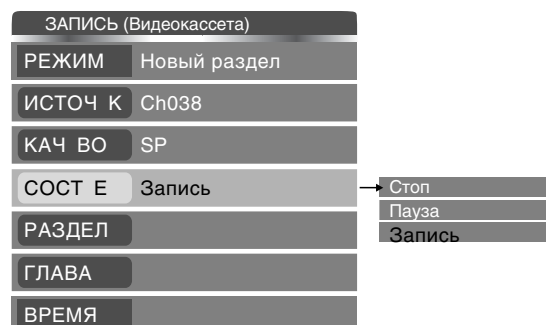 ЗАПИСЬ (Видеокассета)
РЕЖИМ Новый раздел
ИСТОЧ К Ch038
КАЧ ВО SP
СОСТ Е Запись
Стоп
Пауза
Запись
РАЗДЕЛ
ГЛАВА
ВРЕМЯ